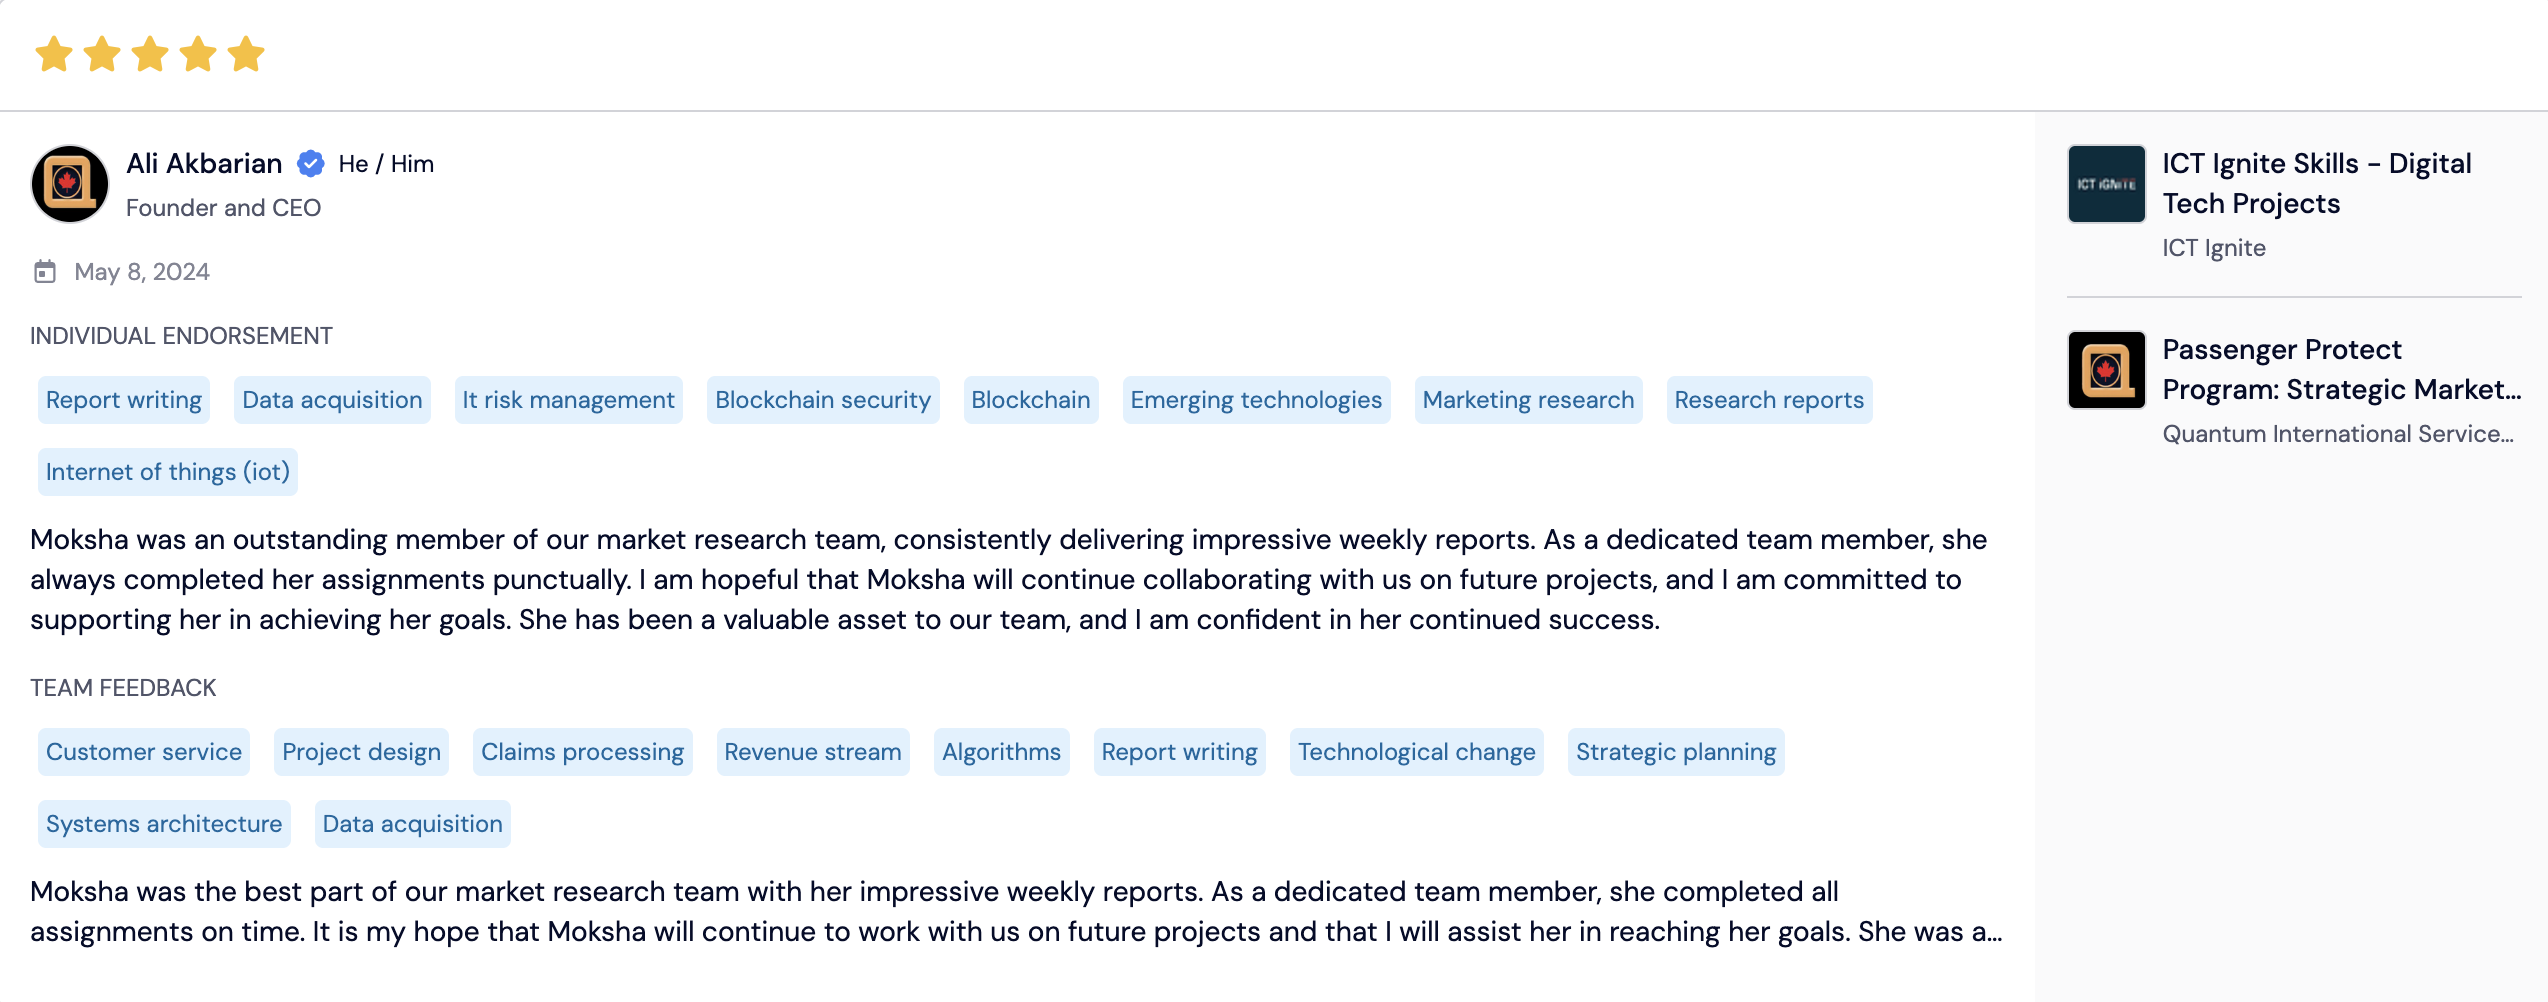 Ali Akbarian He / Him
Founder and CEO
May 8, 2024
INDIVIDUAL ENDORSEMENT
Report writing Data acquisition It risk management Blockchain security Blockchain Emerging technologies Marketing research Research reports
Internet of things (iot)
Moksha was an outstanding member of our market research team, consistently delivering impressive weekly reports. As a dedicated team member, she
always completed her assignments punctually. I am hopeful that Moksha will continue collaborating with us on future projects, and I am committed to
supporting her in achieving her goals. She has been a valuable asset to our team, and I am confident in her continued success.
TEAM FEEDBACK
Customer service Project design Claims processing Revenue stream Algorithms Report writing Technological change Strategic planning
Systems architecture Data acquisition
Moksha was the best part of our market research team with her impressive weekly reports. As a dedicated team member, she completed all
assignments on time. It is my hope that Moksha will continue to work with us on future projects and that I will assist her in reaching her goals. She was a...
ICT IGNITE
ICT Ignite Skills - Digital
Tech Projects
ICT Ignite
Passenger Protect
Program: Strategic Market...
Quantum International Service...